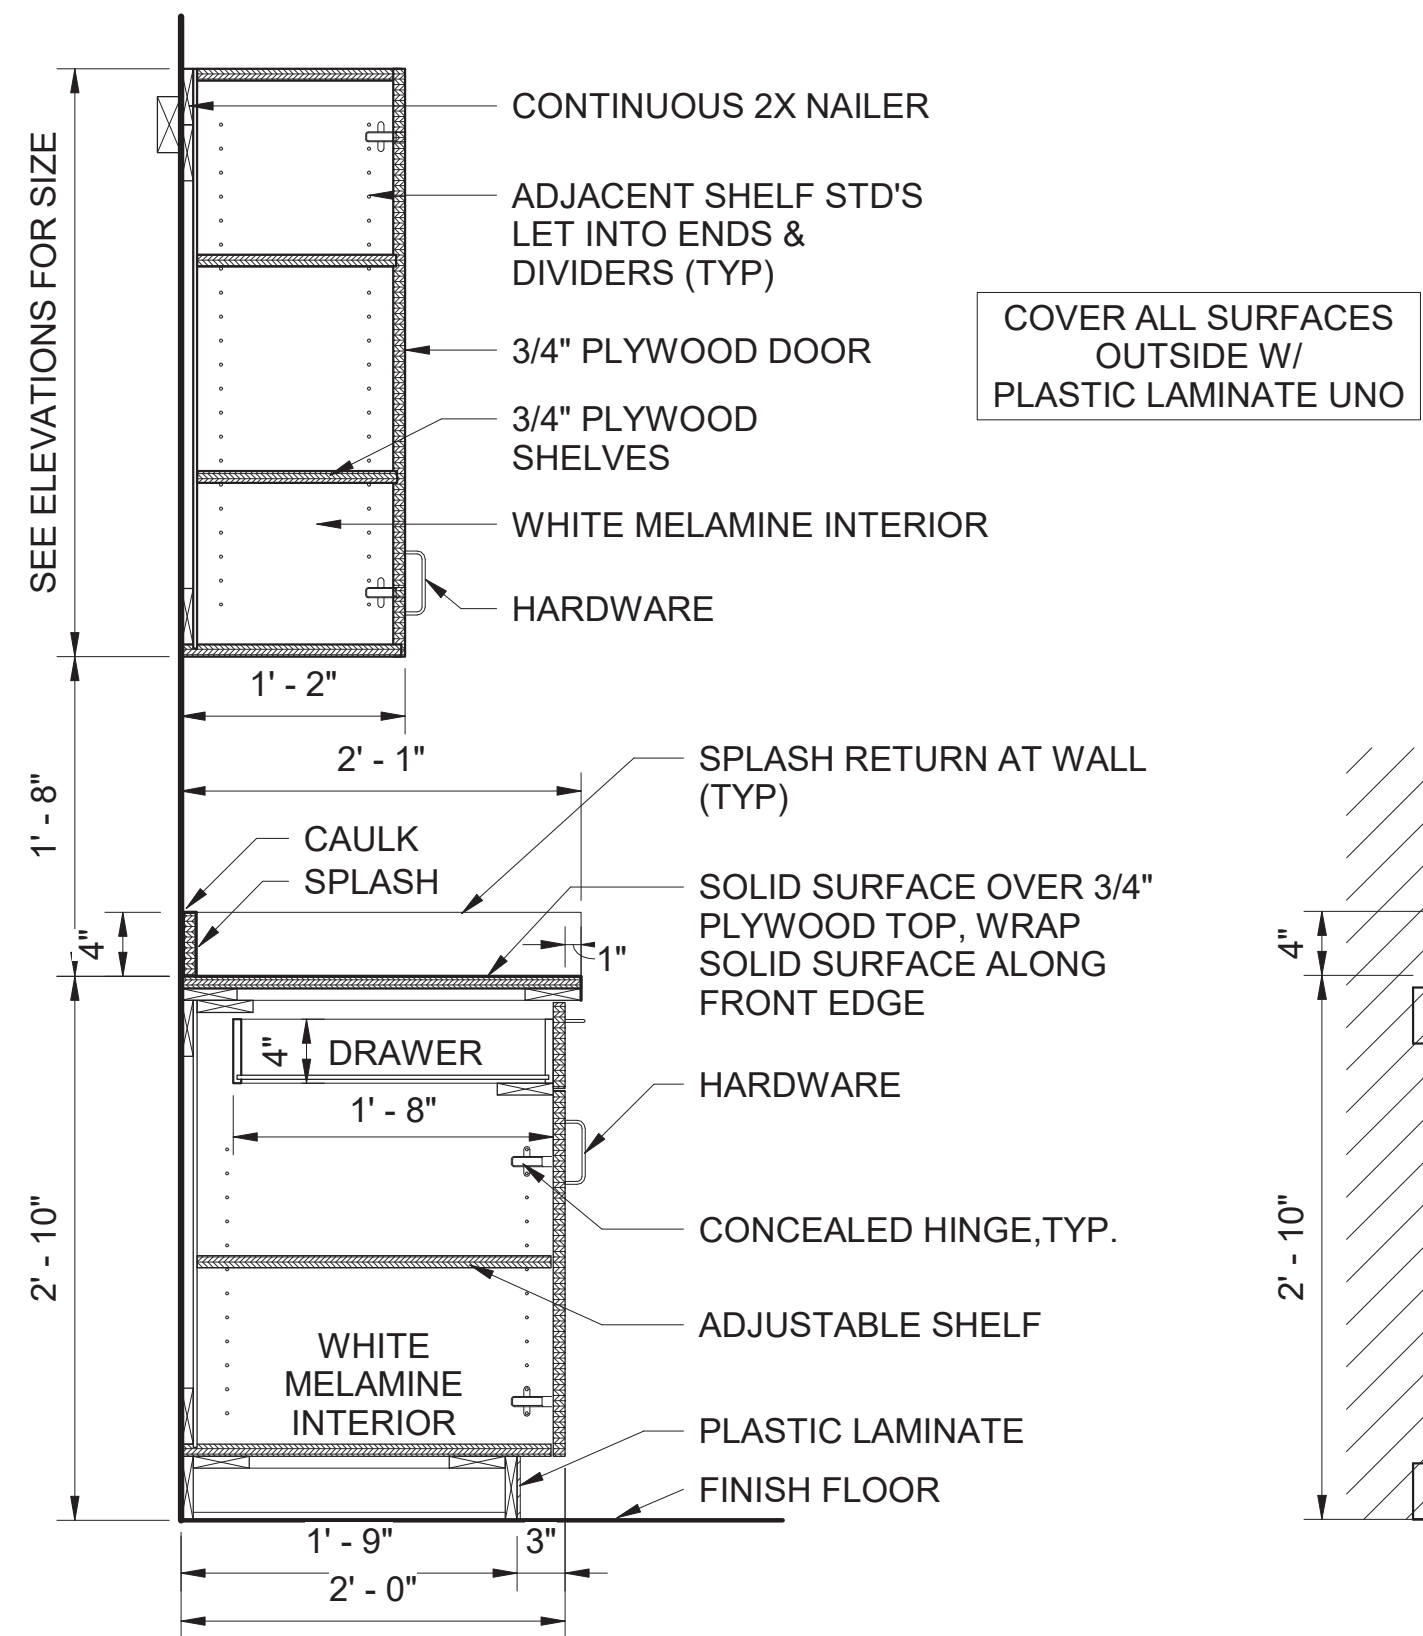 SEE ELEVATIONS FOR SIZE
CONTINUOUS 2X NAILER
ADJACENT SHELF STD'S
LET INTO ENDS &
DIVIDERS (TYP)
3/4" PLYWOOD DOOR
3/4" PLYWOOD
SHELVES
WHITE MELAMINE INTERIOR
HARDWARE
COVER ALL SURFACES
OUTSIDE W/
PLASTIC LAMINATE UNO
1' - 2"
2' - 1"
1' - 8"
SPLASH RETURN AT WALL
(TYP)
CAULK
SPLASH
SOLID SURFACE OVER 3/4"
PLYWOOD TOP, WRAP
SOLID SURFACE ALONG
FRONT EDGE
4"
1"
4"
DRAWER
1' - 8"
HARDWARE
2' - 10"
CONCEALED HINGE,TYP.
ADJUSTABLE SHELF
WHITE
MELAMINE
INTERIOR
PLASTIC LAMINATE
FINISH FLOOR
1' - 9"
3"
2' - 0"
4"
2' - 10"